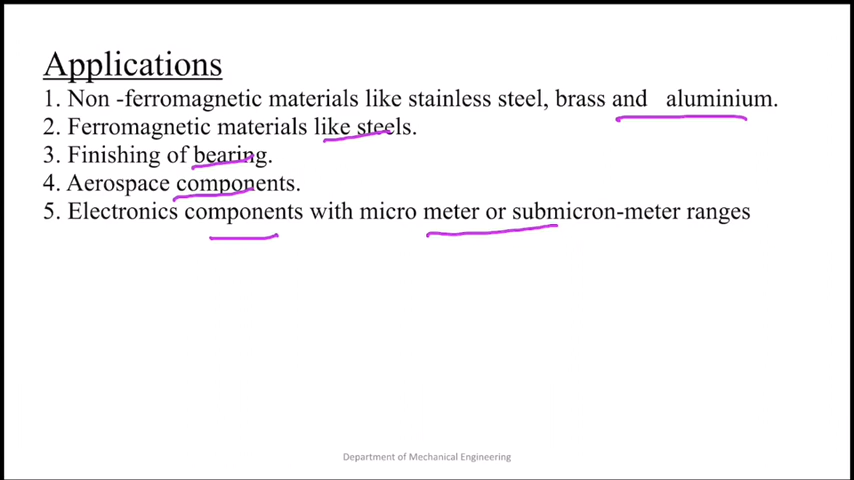 Applications
1. Non -ferromagnetic materials like stainless steel, brass and aluminium.
2. Ferromagnetic materials like steels.
3. Finishing of bearing.
4. Aerospace components.
5. Electronics components with micro meter or submicron-meter ranges
Department of Mechanical Engineering